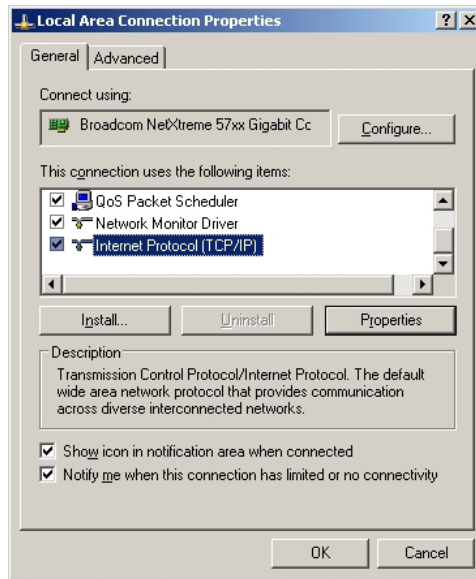 Local Area Connection Properties
General Advanced
Connect using:
Broadcom NetXtreme 57xx Gigabit Cc
Configure...
This connection uses the following items:
QoS Packet Scheduler
Network Monitor Driver
Internet Protocol (TCP/IP)
Install... Uninstall Properties
Description
Transmission Control Protocol/Internet Protocol. The default
wide area network protocol that provides communication
across diverse interconnected networks.
Show icon in notification area when connected
Notify me when this connection has limited or no connectivity
OK Cancel